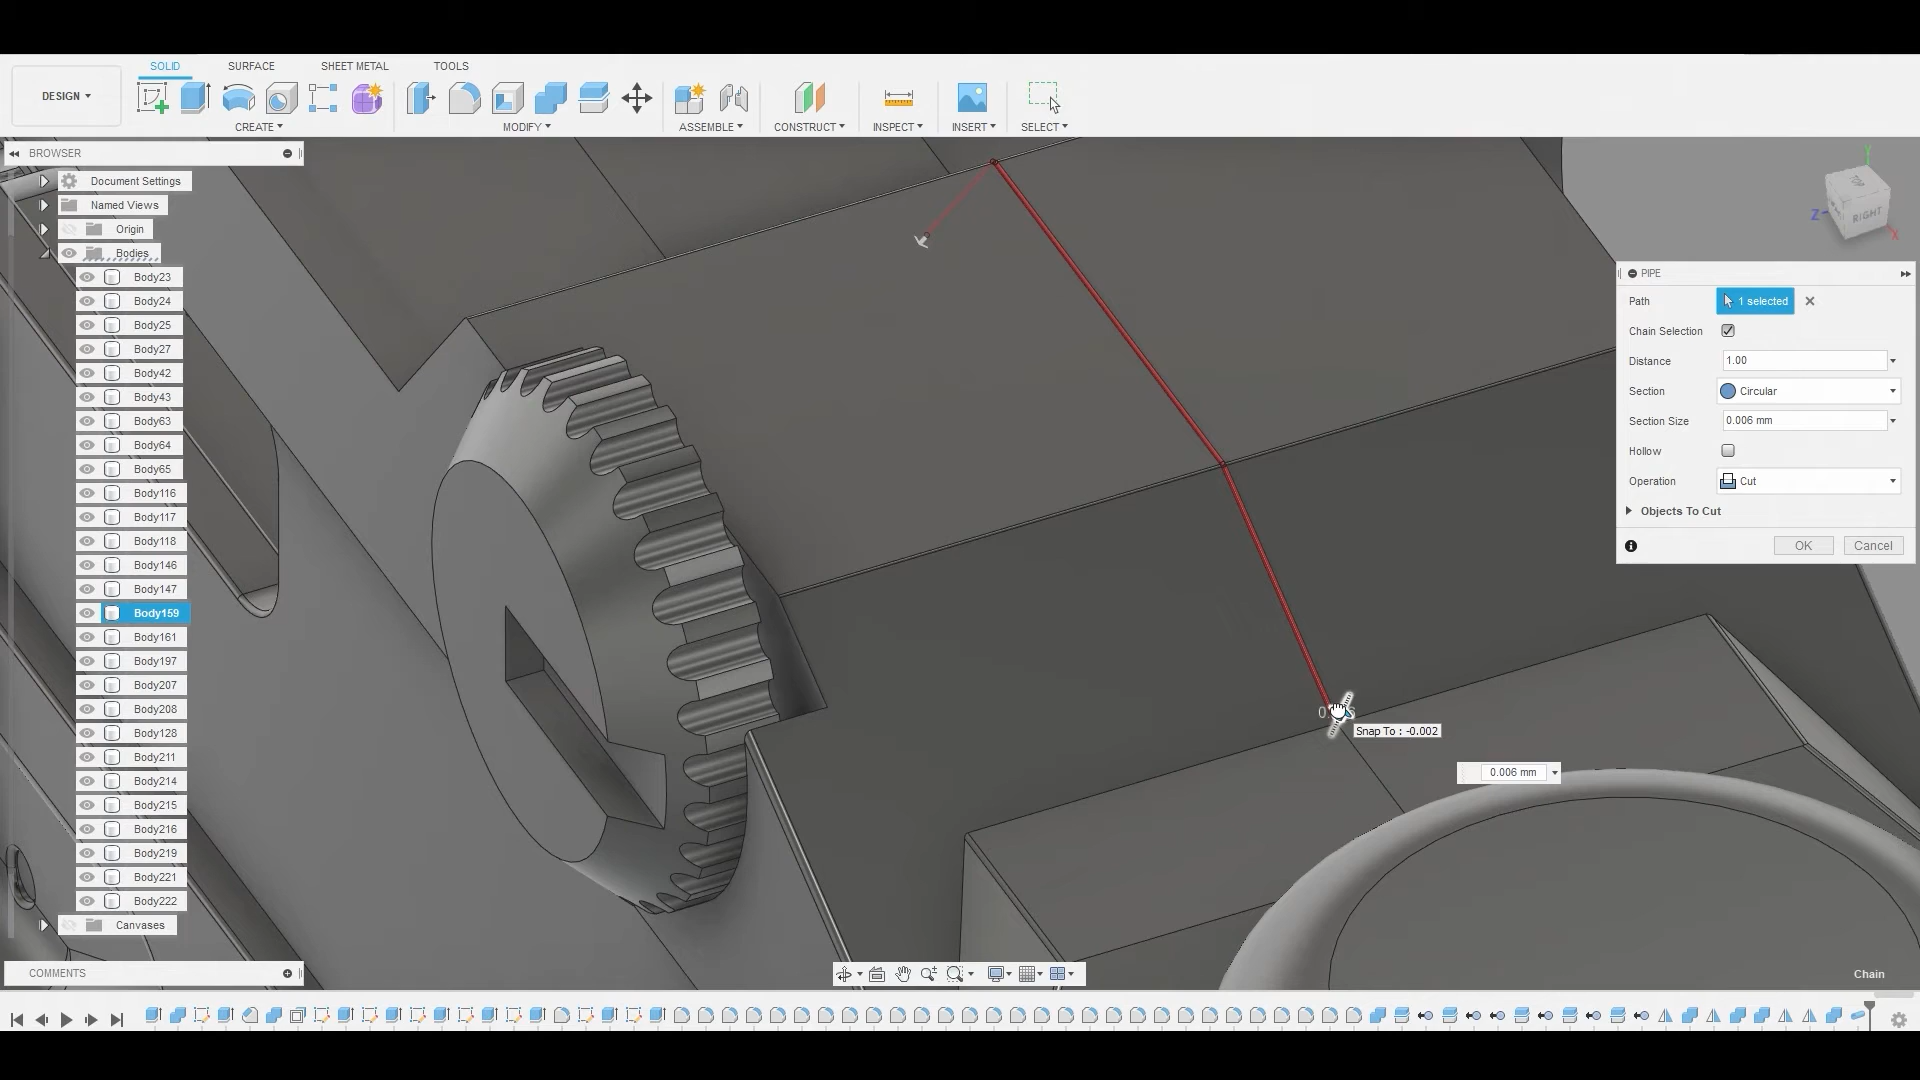 SOLID SURFACE SHEET METAL TOOLS
DESIGN
CREATE MODIFY ASSEMBLE CONSTRUCT INSPECT INSERT SELECT
BROWSER
Document Settings
Named Views
Origin
Bodies
Body23
Body24
Body25
Body27
Body42
Body43
Body63
Body64
Body65
Body116
Body117
Body118
Body146
Body147
Body159
Body161
Body197
Body207
Body208
Body128
Body211
Body214
Body215
Body216
Body219
Body221
Body222
Canvases
COMMENTS
Y
TOP
Z
RIGHT
X
PIPE
Path 1 selected
Chain Selection
Distance 1.00
Section Circular
Section Size 0.006 mm
Hollow
Operation Cut
Objects To Cut
OK Cancel
Snap To : -0.002
0.006 mm
Chain